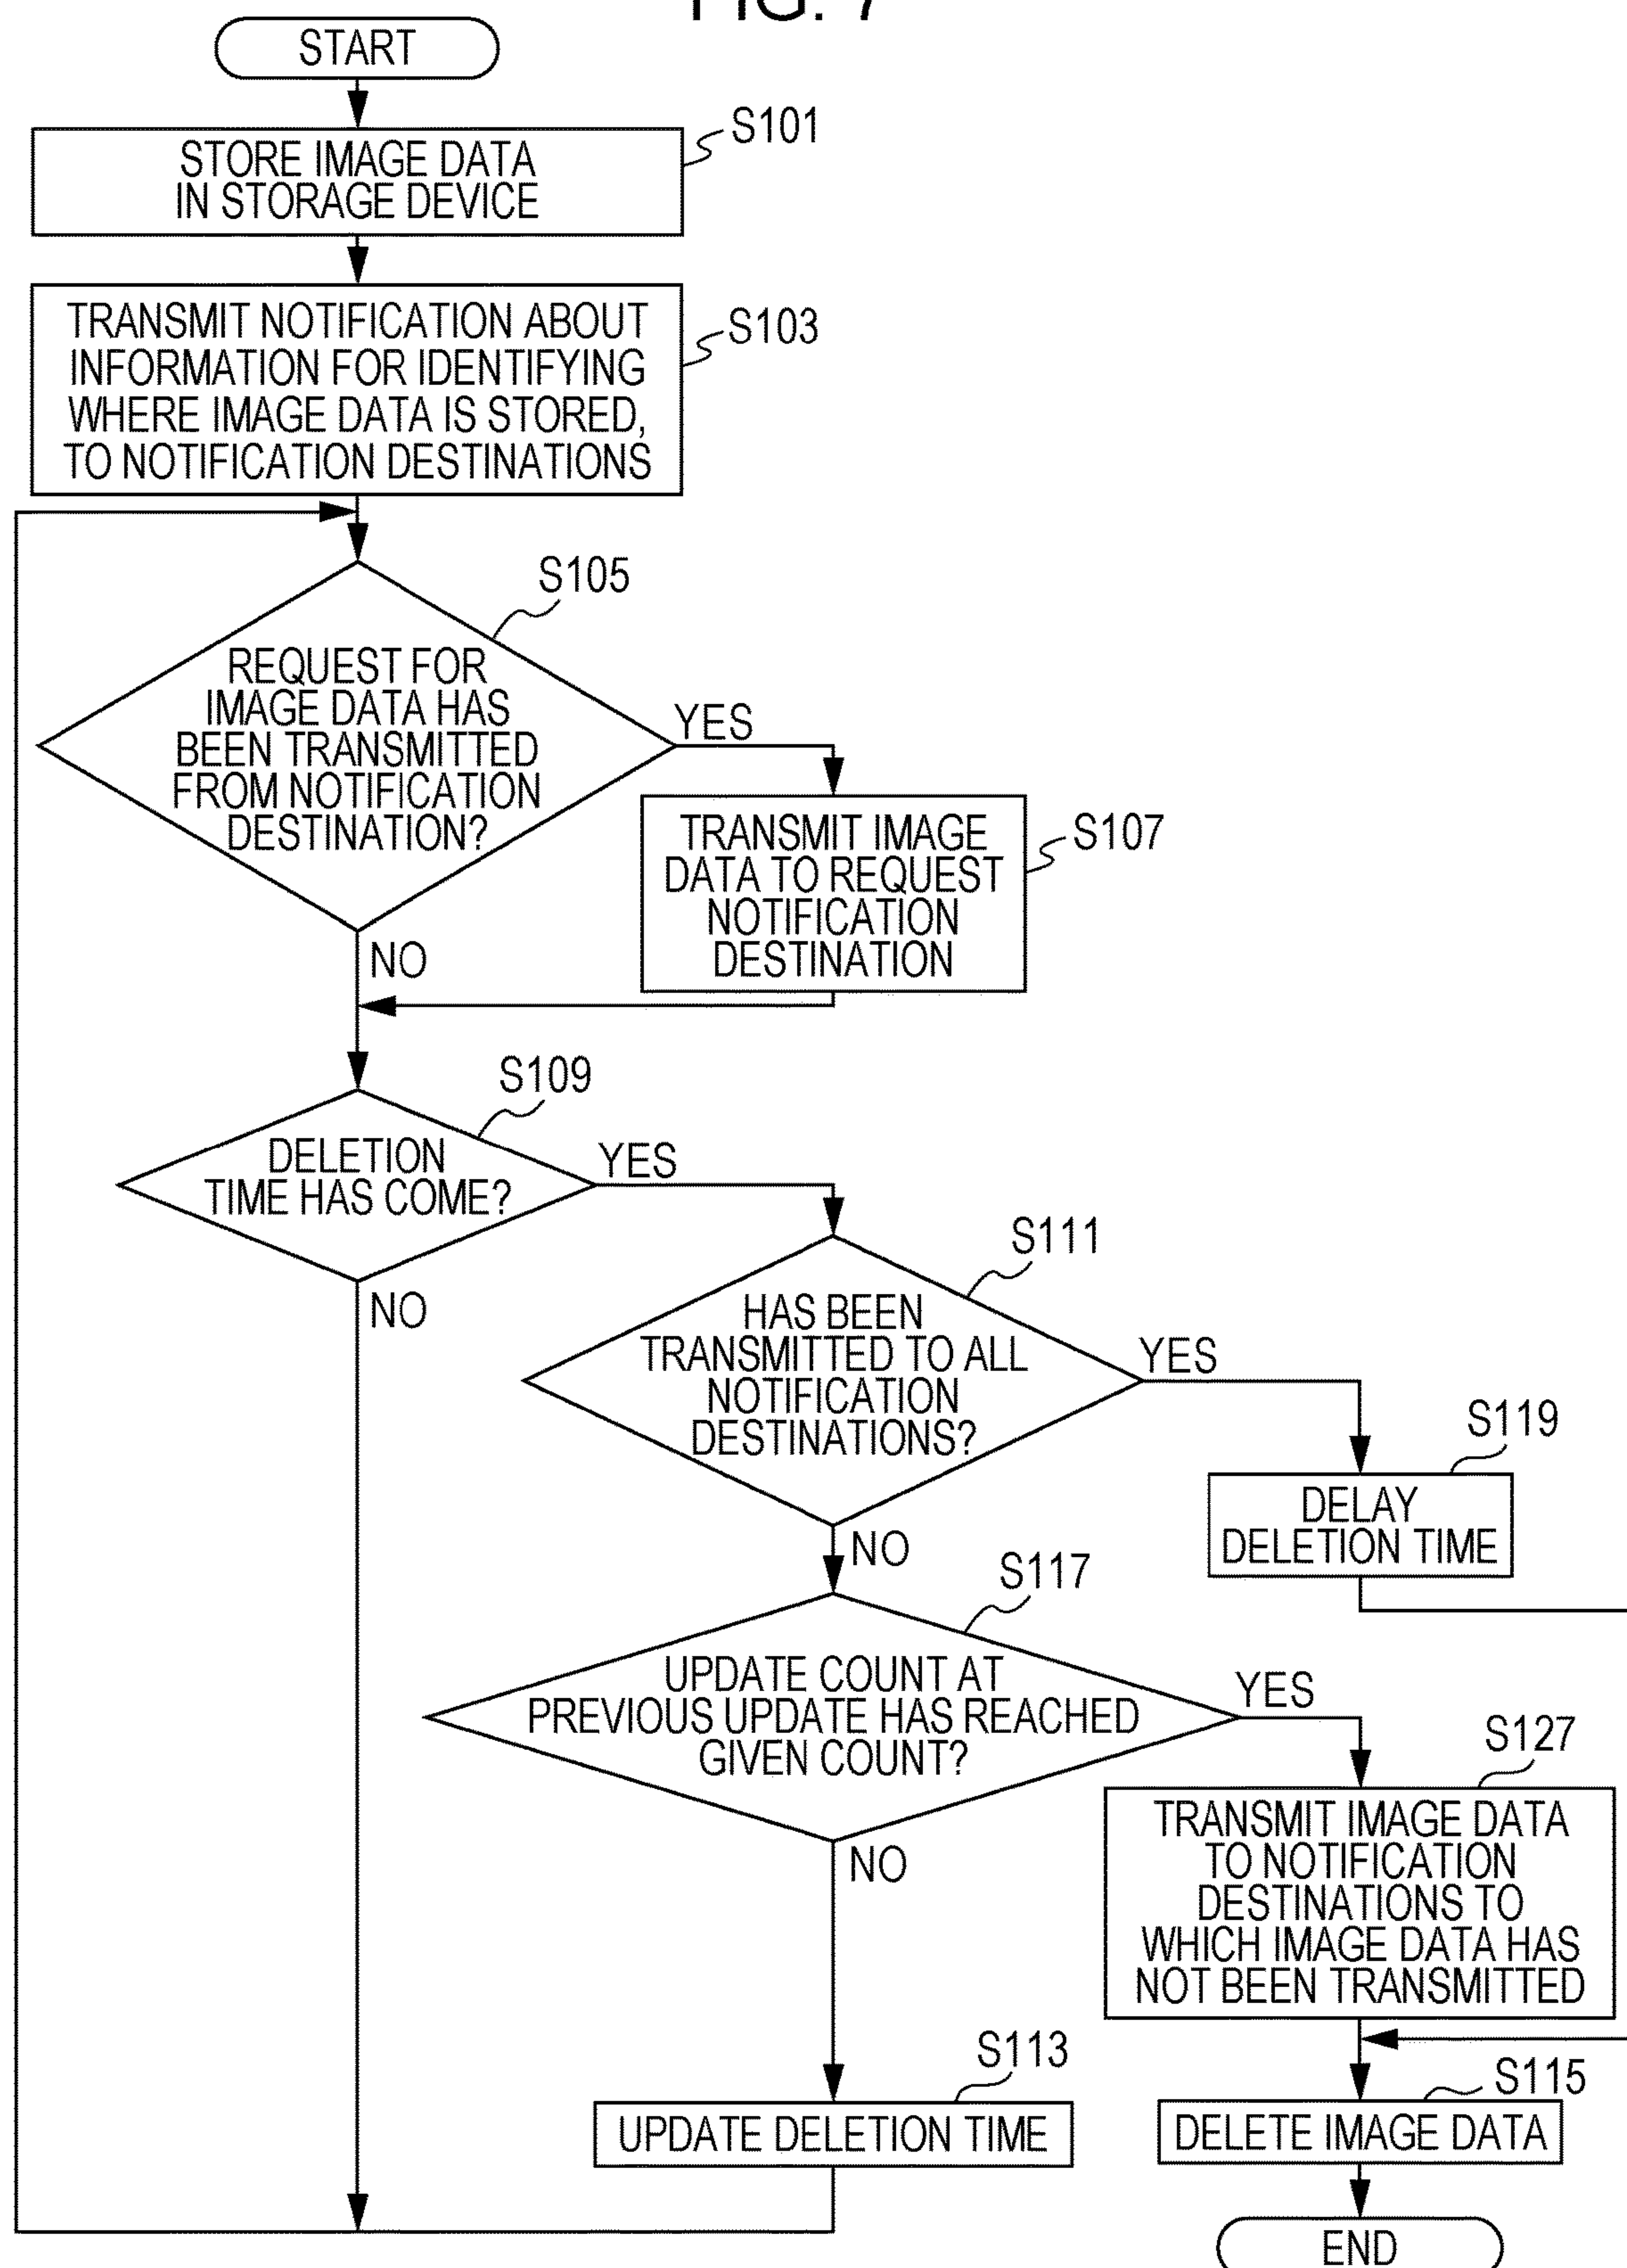 FIG. 7
START
S101
STORE IMAGE DATA
IN STORAGE DEVICE
S103
TRANSMIT NOTIFICATION ABOUT
INFORMATION FOR IDENTIFYING
WHERE IMAGE DATA IS STORED,
TO NOTIFICATION DESTINATIONS
S105
REQUEST FOR
IMAGE DATA HAS
BEEN TRANSMITTED
FROM NOTIFICATION
DESTINATION?
YES
NO
S107
TRANSMIT IMAGE
DATA TO REQUEST
NOTIFICATION
DESTINATION
S109
DELETION
TIME HAS COME?
YES
NO
S111
HAS BEEN
TRANSMITTED TO ALL
NOTIFICATION
DESTINATIONS?
YES
NO
S119
DELAY
DELETION TIME
S117
UPDATE COUNT AT
PREVIOUS UPDATE HAS REACHED
GIVEN COUNT?
YES
NO
S127
TRANSMIT IMAGE DATA
TO NOTIFICATION
DESTINATIONS TO
WHICH IMAGE DATA HAS
NOT BEEN TRANSMITTED
S113
UPDATE DELETION TIME
S115
DELETE IMAGE DATA
END